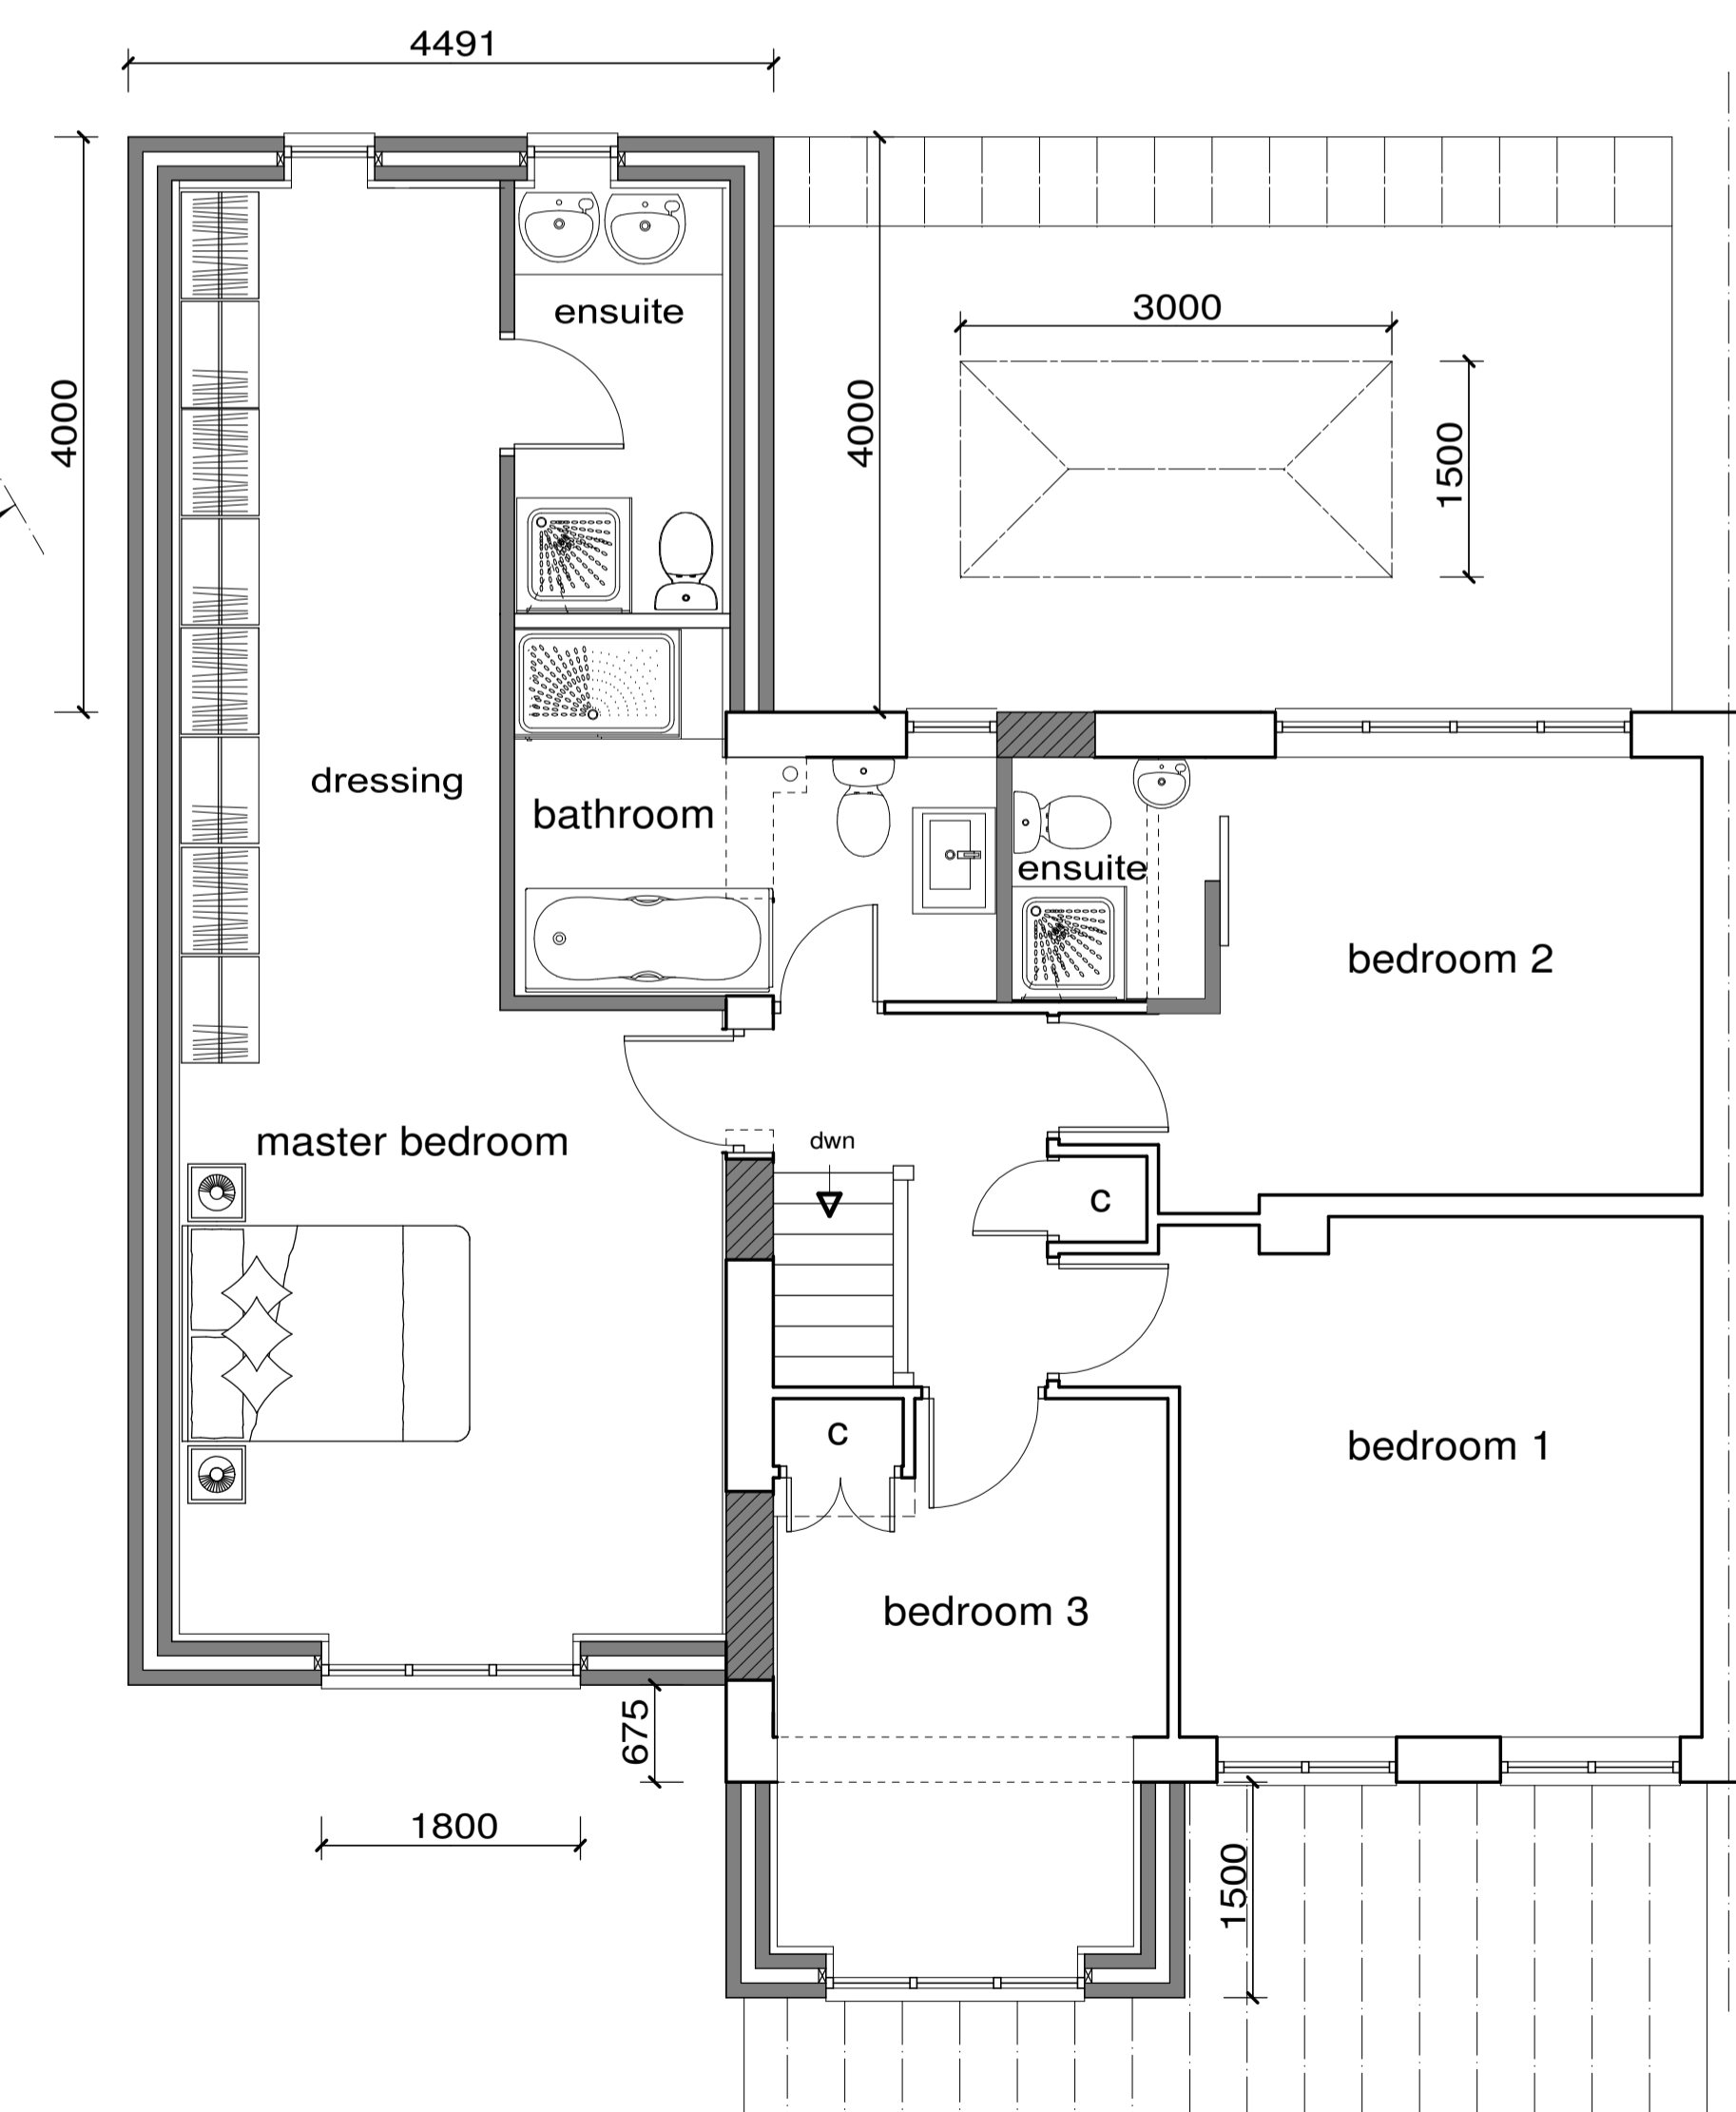 4491
ensuite
3000
4000
4000
1500
dressing
bathroom
ensuite
bedroom 2
master bedroom
dwn
c
c
bedroom 1
bedroom 3
675
1800
1500